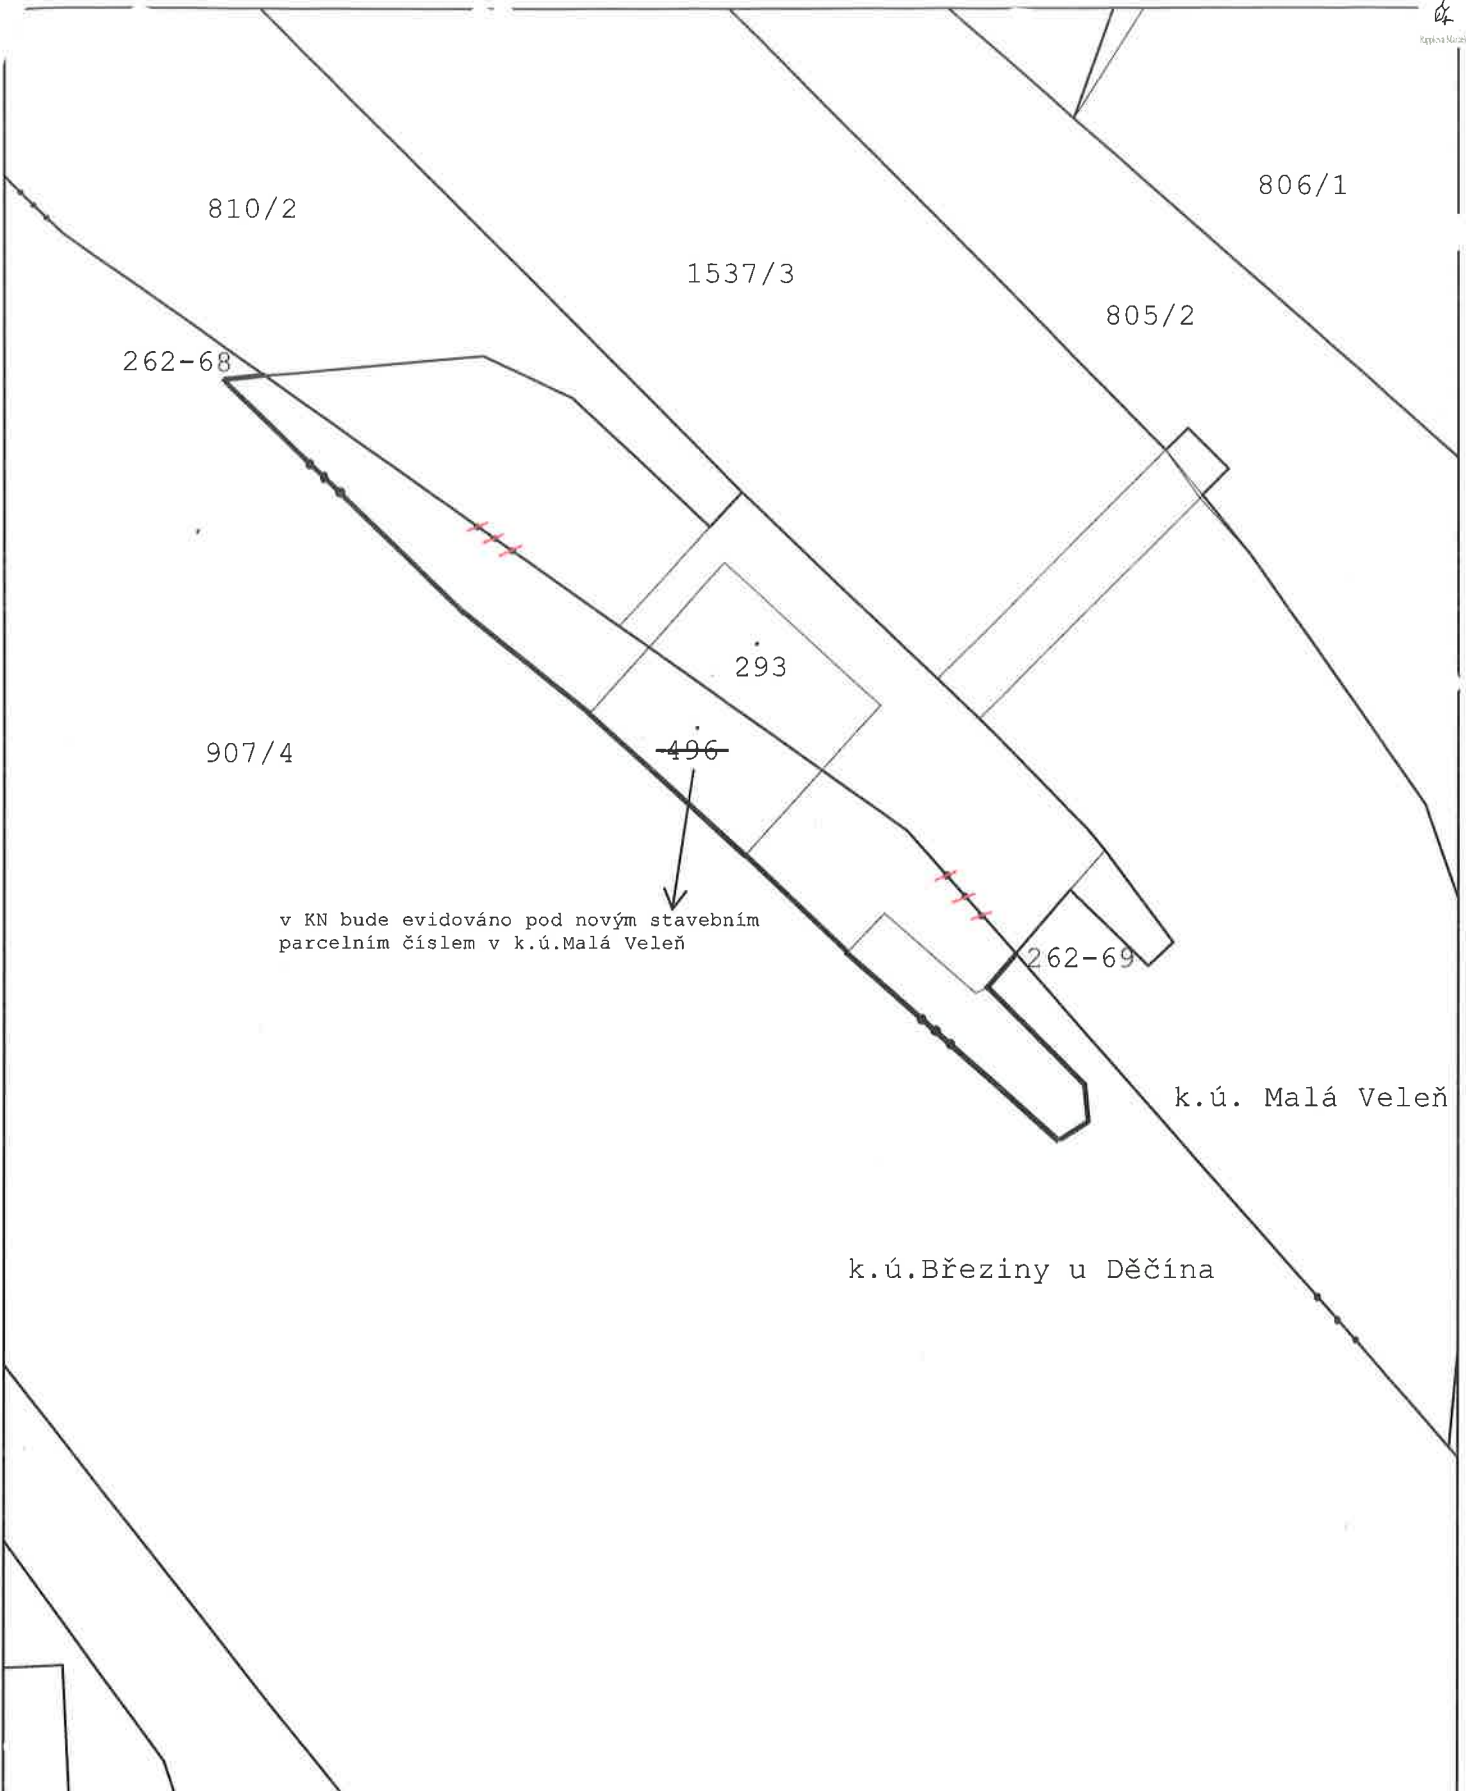 806/1
810/2
1537/3
805/2
262-68
293
496
907/4
v KN bude evidováno pod novým stavebním
parcelním číslem v k.ú.Malá Veleň
262-69
k.ú. Malá Veleň
k.ú.Březiny u Děčína